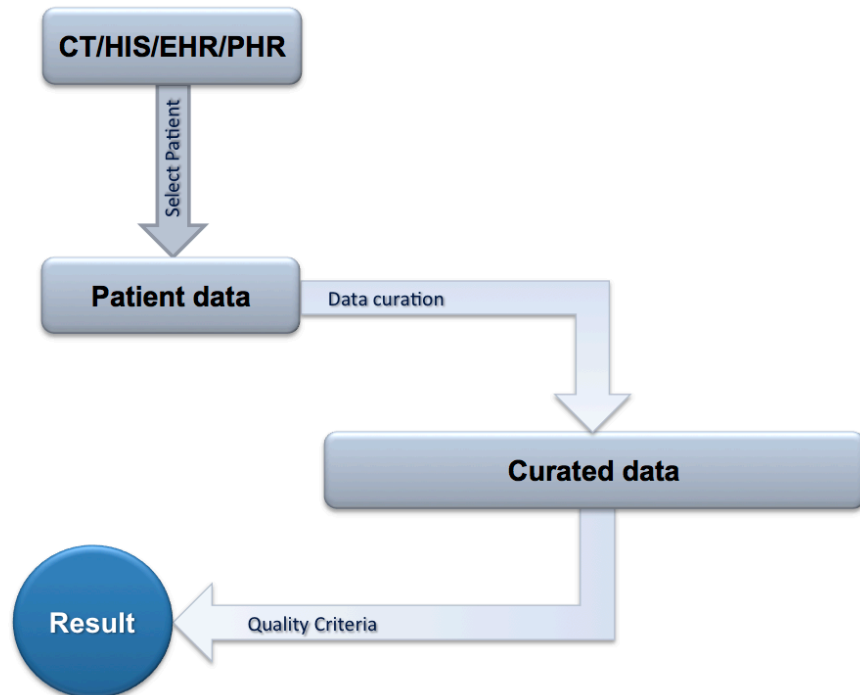 CT/HIS/EHR/PHR
Select Patient
Patient data
Data curation
Curated data
Result
Quality Criteria